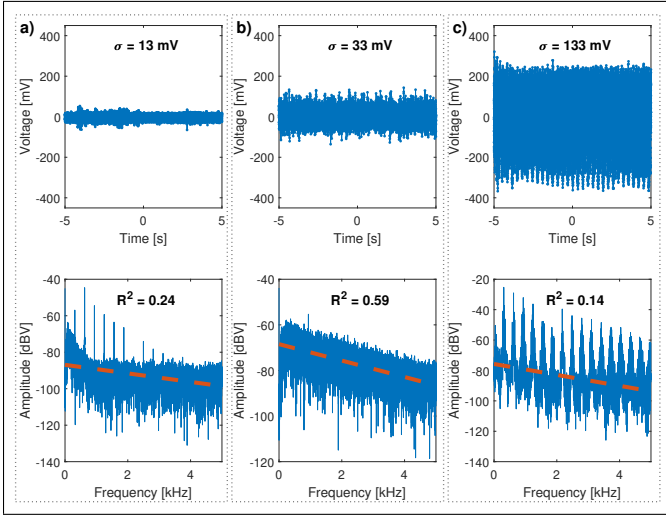 a)
σ = 13 mV
400
200
0
-200
-400
Voltage [mV]
-5
0
5
Time [s]
R² = 0.24
-40
-60
-80
-100
-120
-140
Amplitude [dBV]
0
2
4
Frequency [kHz]
b)
σ = 33 mV
400
200
0
-200
-400
Voltage [mV]
-5
0
5
Time [s]
R² = 0.59
-40
-60
-80
-100
-120
Amplitude [dBV]
0
2
4
Frequency [kHz]
c)
σ = 133 mV
400
200
0
-200
-400
Voltage [mV]
-5
0
5
Time [s]
R² = 0.14
-20
-40
-60
-80
-100
-120
-140
Amplitude [dBV]
0
2
4
Frequency [kHz]